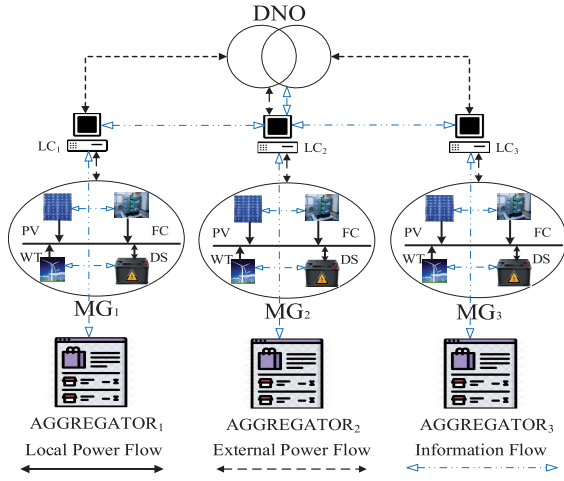 DNO
LC₁ LC₂ LC₃
PV FC PV FC PV FC
WT DS WT DS WT DS
MG₁ MG₂ MG₃
AGGREGATOR₁ AGGREGATOR₂ AGGREGATOR₃
Local Power Flow External Power Flow Information Flow